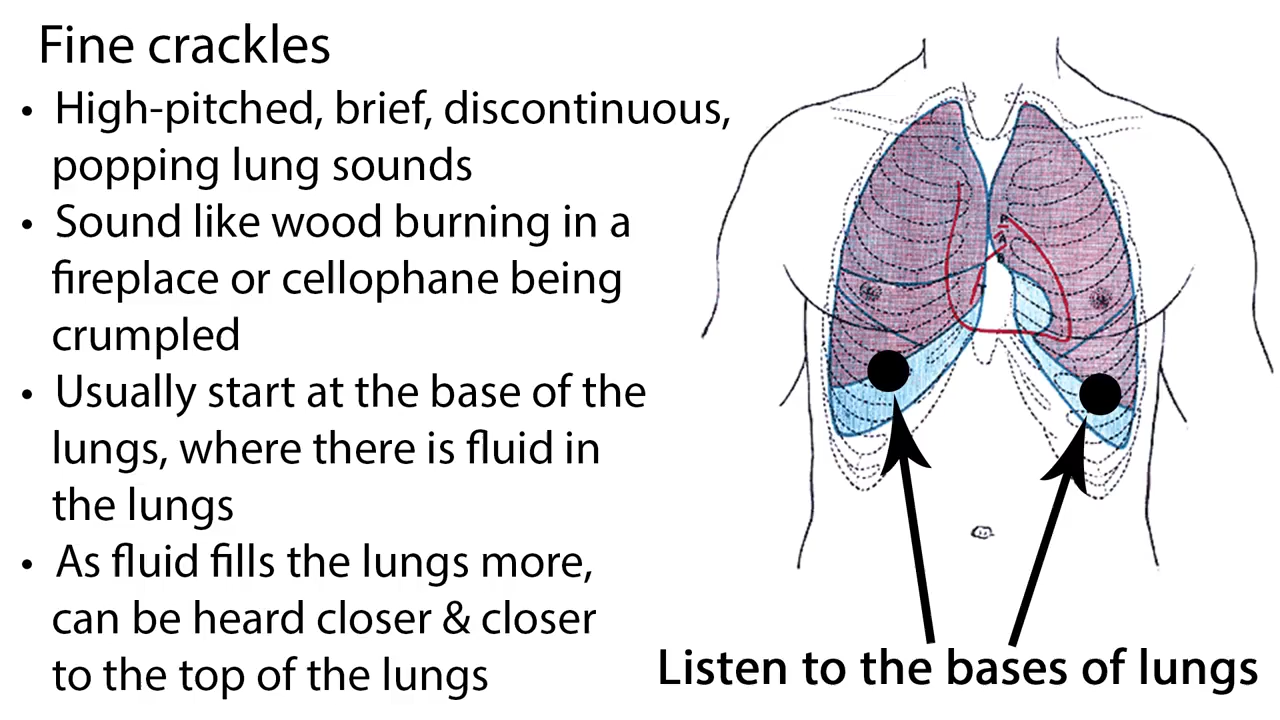 Fine crackles
• High-pitched, brief, discontinuous,
popping lung sounds
• Sound like wood burning in a
fireplace or cellophane being
crumpled
• Usually start at the base of the
lungs, where there is fluid in
the lungs
• As fluid fills the lungs more,
can be heard closer & closer
to the top of the lungs
Listen to the bases of lungs